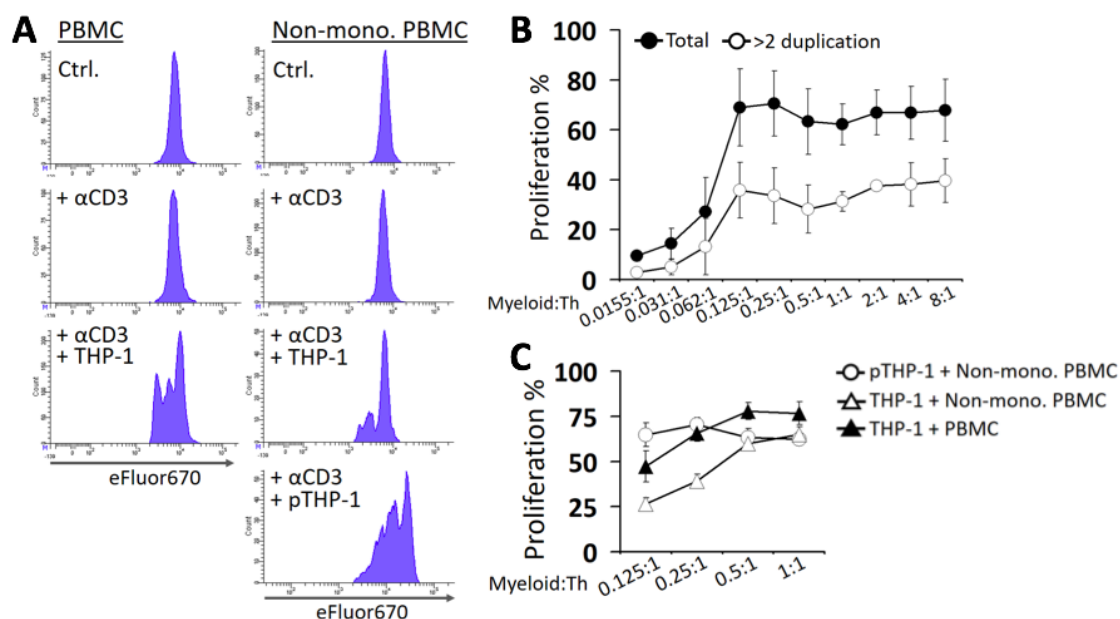 A
PBMC
Non-mono. PBMC
Ctrl.
Ctrl.
+ αCD3
+ αCD3
+ αCD3
+ THP-1
+ αCD3
+ THP-1
eFluor670
+ αCD3
+ pTHP-1
eFluor670
Count
B
Total
>2 duplication
Proliferation %
100
80
60
40
20
0
Myeloid:Th
0.0155:1
0.031:1
0.062:1
0.125:1
0.25:1
0.5:1
1:1
2:1
4:1
8:1
C
Proliferation %
100
75
50
25
0
Myeloid:Th
0.125:1
0.25:1
0.5:1
1:1
pTHP-1 + Non-mono. PBMC
THP-1 + Non-mono. PBMC
THP-1 + PBMC